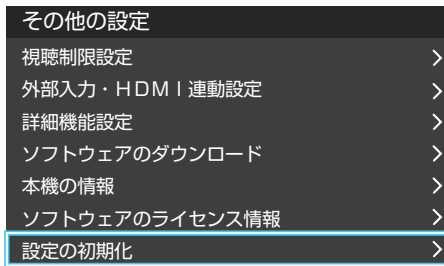 その他の設定
視聴制限設定
外部入力・ＨＤＭＩ連動設定
詳細機能設定
ソフトウェアのダウンロード
本機の情報
ソフトウェアのライセンス情報
設定の初期化